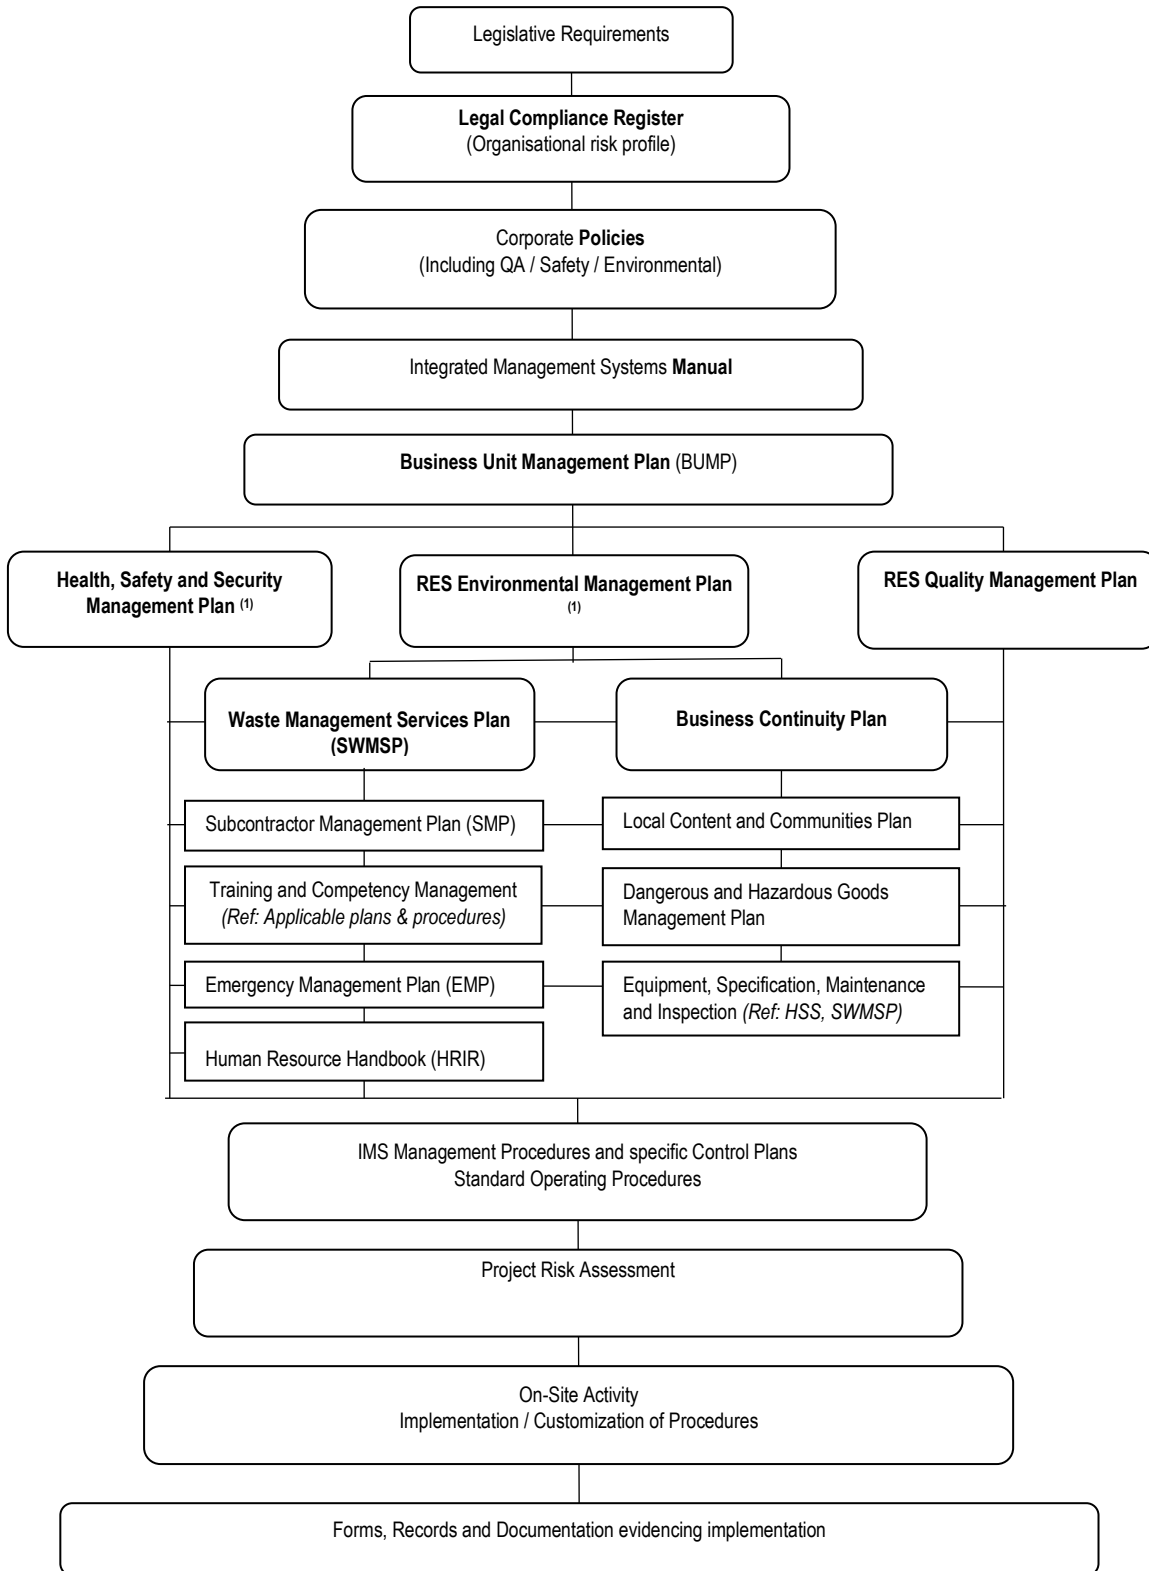 Legislative Requirements
Legal Compliance Register
(Organisational risk profile)
Corporate Policies
(Including QA / Safety / Environmental)
Integrated Management Systems Manual
Business Unit Management Plan (BUMP)
Health, Safety and Security
Management Plan (1)
RES Environmental Management Plan
(1)
RES Quality Management Plan
Waste Management Services Plan
(SWMSP)
Business Continuity Plan
Subcontractor Management Plan (SMP)
Local Content and Communities Plan
Training and Competency Management
(Ref: Applicable plans & procedures)
Dangerous and Hazardous Goods
Management Plan
Emergency Management Plan (EMP)
Equipment, Specification, Maintenance
and Inspection (Ref: HSS, SWMSP)
Human Resource Handbook (HRIR)
IMS Management Procedures and specific Control Plans
Standard Operating Procedures
Project Risk Assessment
On-Site Activity
Implementation / Customization of Procedures
Forms, Records and Documentation evidencing implementation